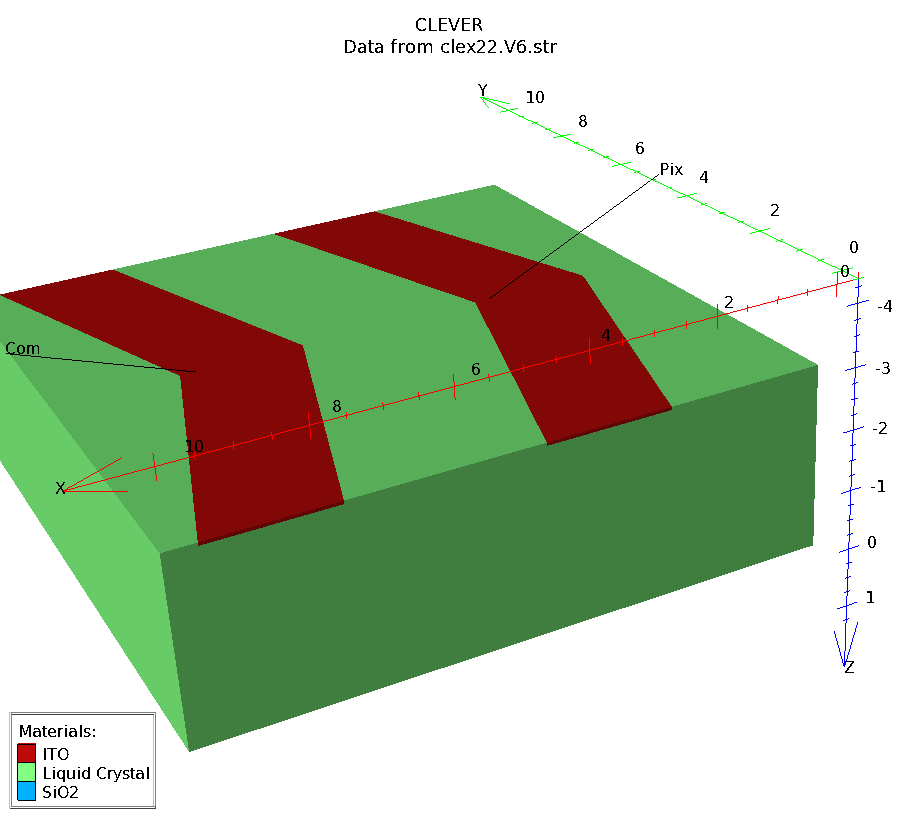 CLEVER
Data from clex22.V6.str
Y
10
8
6
4
2
0
Pix
0
2
4
6
8
10
X
Com
-4
-3
-2
-1
0
1
Z
Materials:
ITO
Liquid Crystal
SiO2